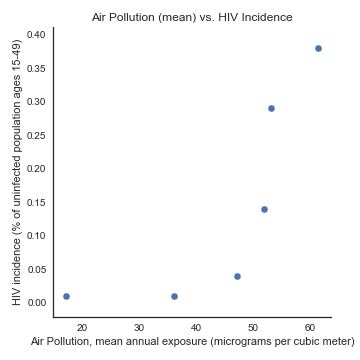 Air Pollution (mean) vs. HIV Incidence
HIV incidence (% of uninfected population ages 15-49)
0.40
0.35
0.30
0.25
0.20
0.15
0.10
0.05
0.00
20 30 40 50 60
Air Pollution, mean annual exposure (micrograms per cubic meter)